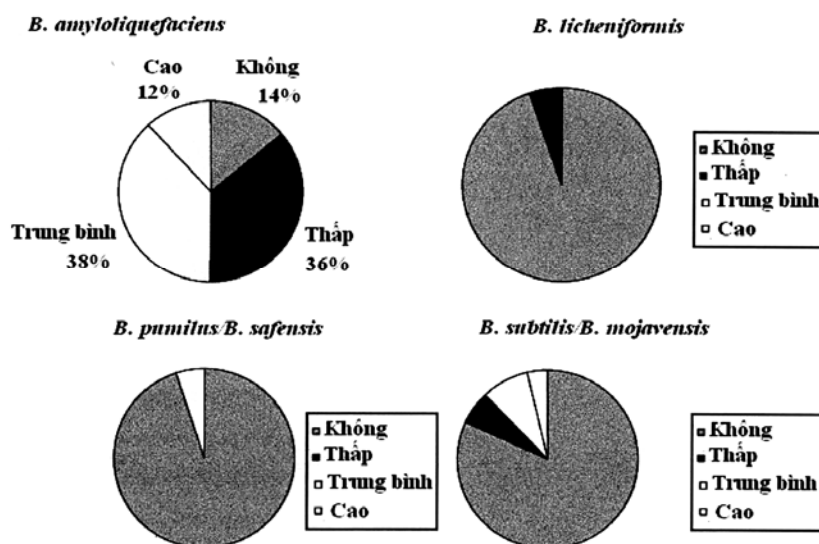 B. amyloliquefaciens
Cao
12%
Không
14%
Trung bình
38%
Thấp
36%
B. licheniformis
Không
Thấp
Trung bình
Cao
B. pumilus/B. safensis
Không
Thấp
Trung bình
Cao
B. subtilis/B. mojavensis
Không
Thấp
Trung bình
Cao